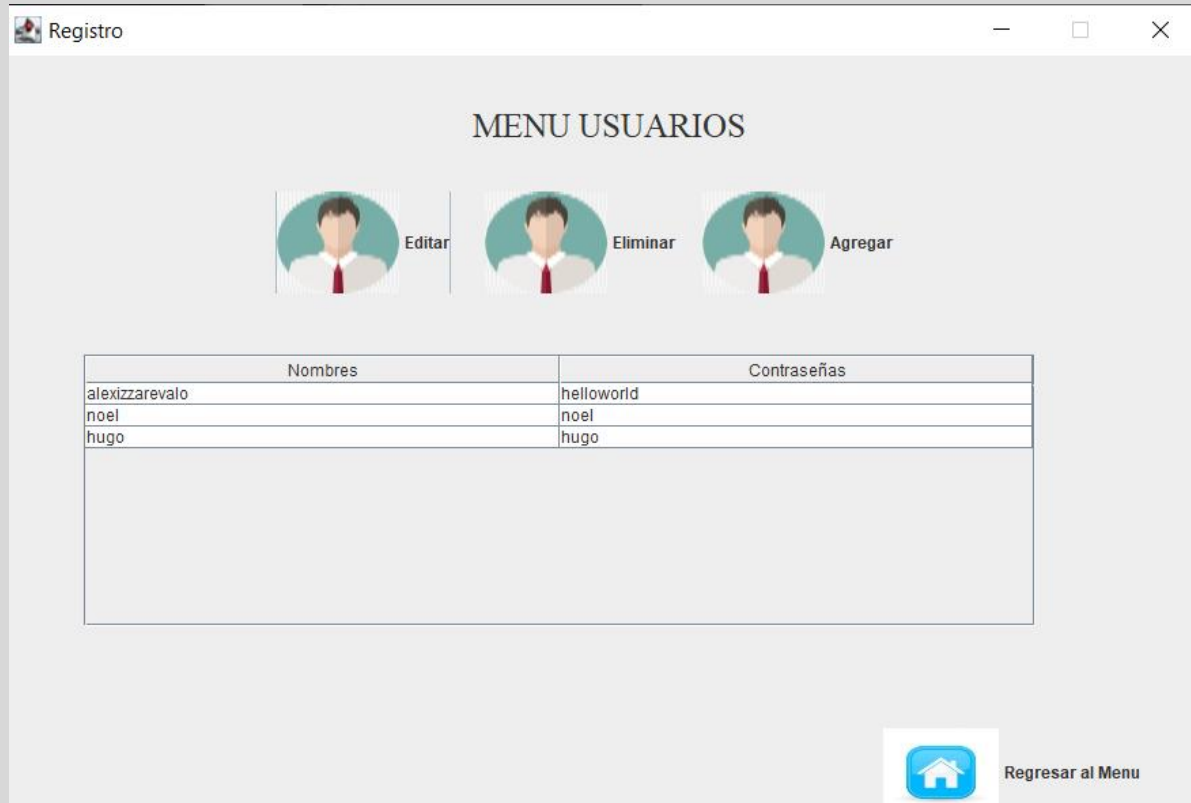 Registro
MENU USUARIOS
Editar Eliminar Agregar
Nombres Contraseñas
alexizzarevalo helloworld
noel noel
hugo hugo
Regresar al Menu